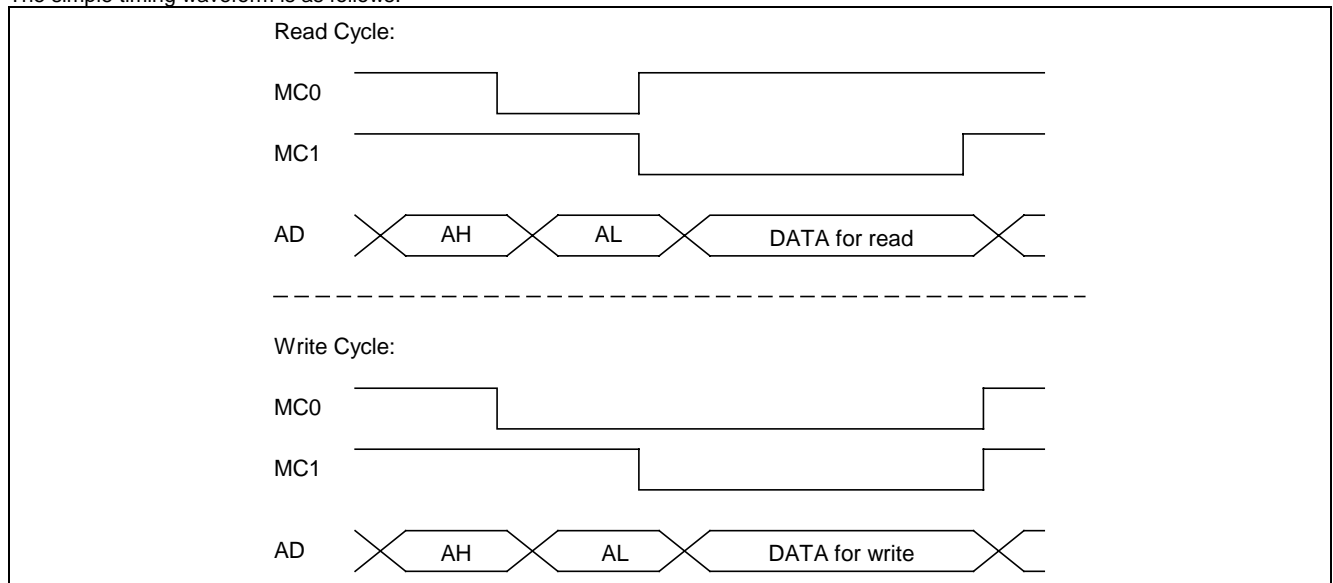 The simple timing waveform is as follows:
Read Cycle:
MC0
MC1
AD AH AL DATA for read
Write Cycle:
MC0
MC1
AD AH AL DATA for write